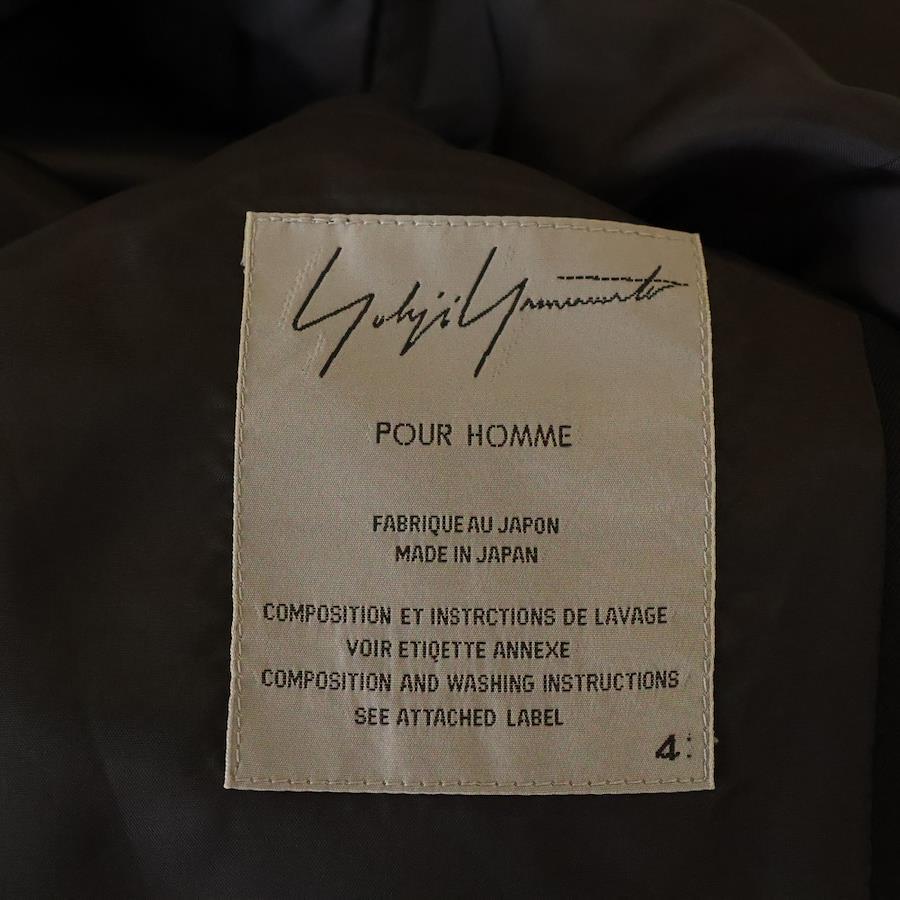 Yohji Yamamoto
POUR HOMME
FABRIQUE AU JAPON
MADE IN JAPAN
COMPOSITION ET INSTRCTIONS DE LAVAGE
VOIR ETIQETTE ANNEXE
COMPOSITION AND WASHING INSTRUCTIONS
SEE ATTACHED LABEL
4: